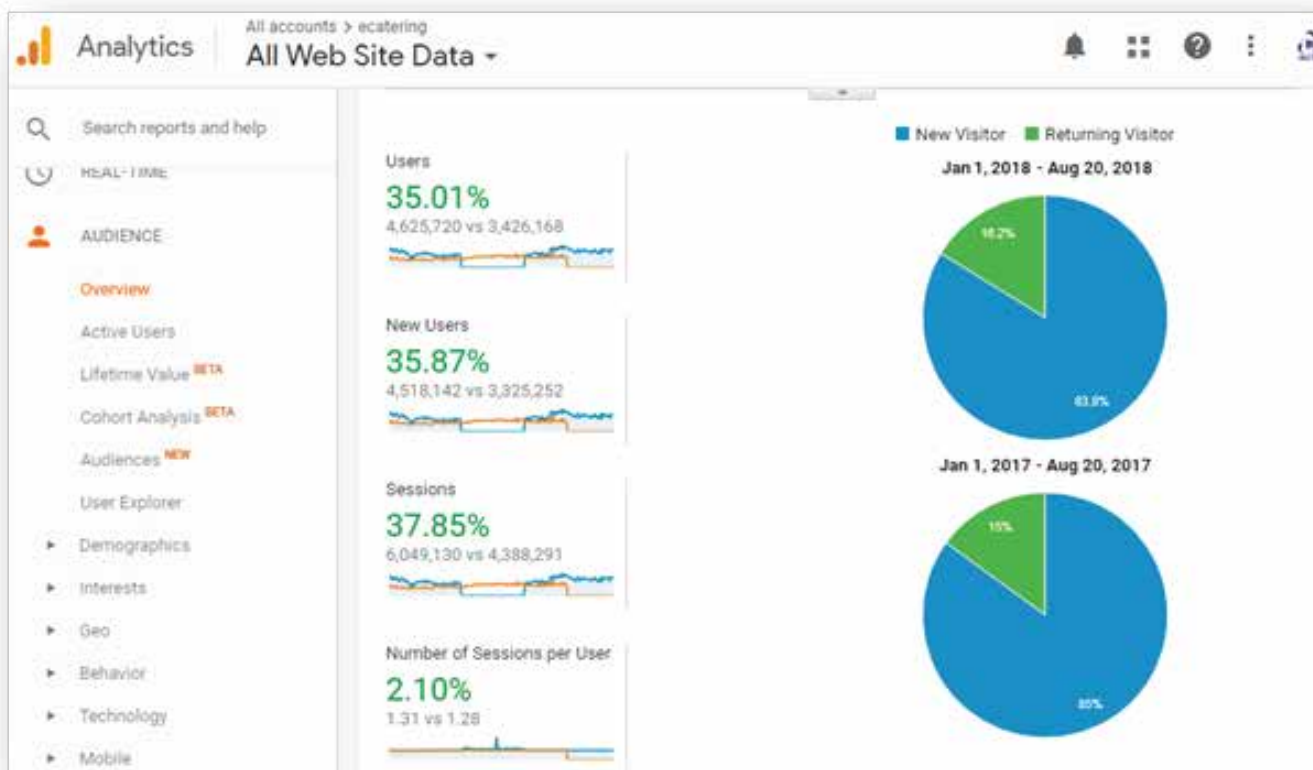 All accounts > ecatering
Analytics
All Web Site Data
Search reports and help
REAL-TIME
AUDIENCE
Overview
Active Users
Lifetime Value BETA
Cohort Analysis BETA
Audiences NEW
User Explorer
Demographics
Interests
Geo
Behavior
Technology
Mobile
Users
35.01%
4,625,720 vs 3,426,168
New Users
35.87%
4,518,142 vs 3,325,252
Sessions
37.85%
6,049,130 vs 4,388,291
Number of Sessions per User
2.10%
1.31 vs 1.28
New Visitor Returning Visitor
Jan 1, 2018 - Aug 20, 2018
16.2%
83.8%
Jan 1, 2017 - Aug 20, 2017
15%
85%